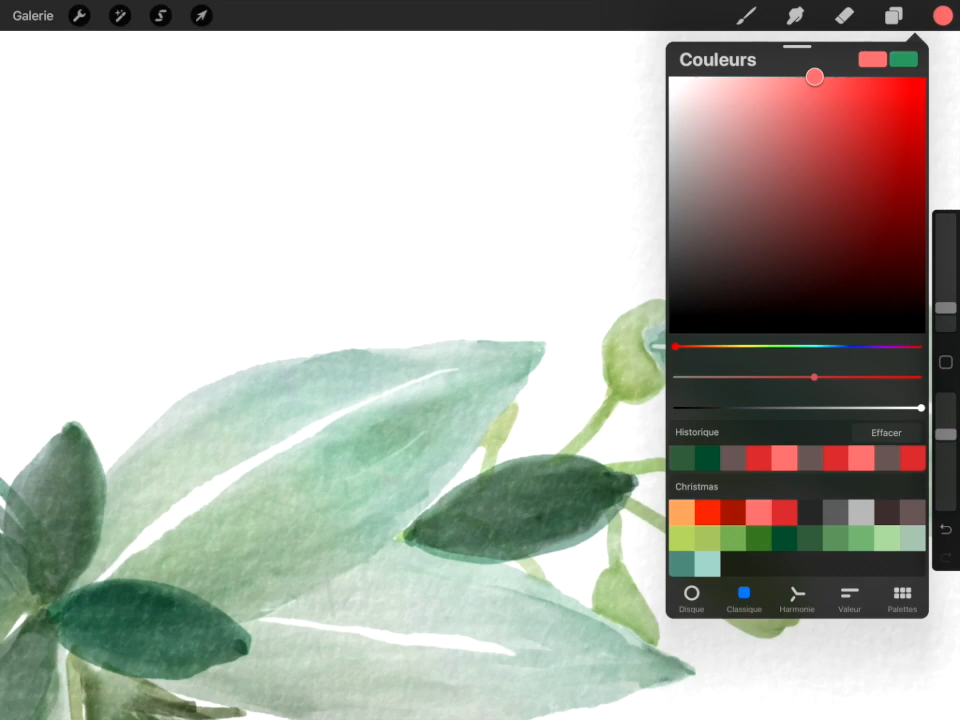 Galerie
Couleurs
Historique
Effacer
Christmas
Disque
Classique
Harmonie
Valeur
Palettes